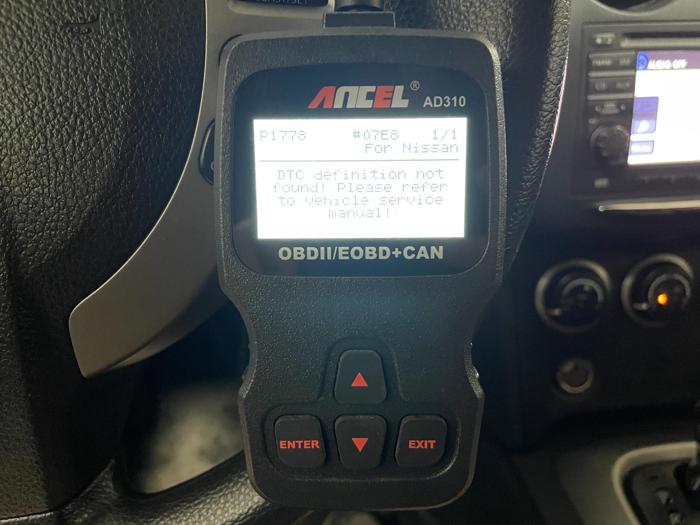 ANCEL®
AD310
P1778 #07E8 1/1
For Nissan
DTC definition not
found! Please refer
to vehicle service
manual!
OBDII/EOBD+CAN
ENTER
EXIT
AUDIO OFF